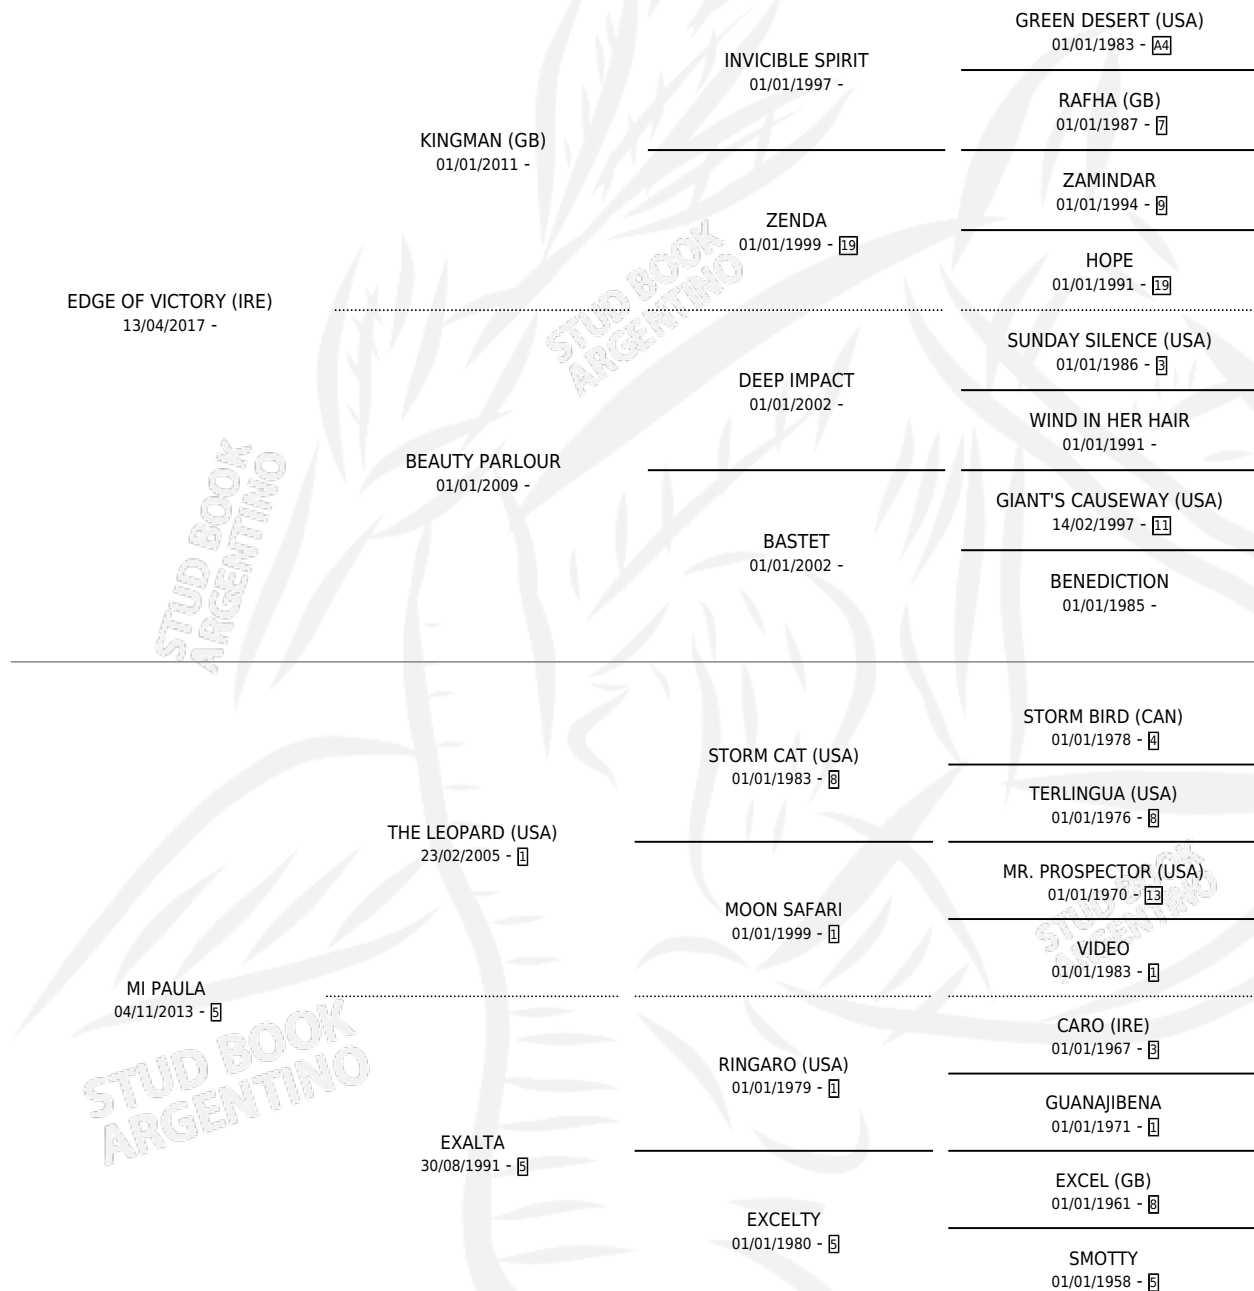 GREEN DESERT (USA)
01/01/1983 - A4
INVICIBLE SPIRIT
01/01/1997 -
RAFHA (GB)
01/01/1987 - 7
KINGMAN (GB)
01/01/2011 -
ZAMINDAR
01/01/1994 - 9
ZENDA
01/01/1999 - 19
HOPE
01/01/1991 - 19
EDGE OF VICTORY (IRE)
13/04/2017 -
SUNDAY SILENCE (USA)
01/01/1986 - 3
DEEP IMPACT
01/01/2002 -
WIND IN HER HAIR
01/01/1991 -
BEAUTY PARLOUR
01/01/2009 -
GIANT'S CAUSEWAY (USA)
14/02/1997 - 11
BASTET
01/01/2002 -
BENEDICTION
01/01/1985 -
STORM BIRD (CAN)
01/01/1978 - 4
STORM CAT (USA)
01/01/1983 - 8
TERLINGUA (USA)
01/01/1976 - 8
THE LEOPARD (USA)
23/02/2005 - 1
MR. PROSPECTOR (USA)
01/01/1970 - 13
MOON SAFARI
01/01/1999 - 1
VIDEO
01/01/1983 - 1
MI PAULA
04/11/2013 - 5
CARO (IRE)
01/01/1967 - 3
RINGARO (USA)
01/01/1979 - 1
GUANAJIBENA
01/01/1971 - 1
EXALTA
30/08/1991 - 5
EXCEL (GB)
01/01/1961 - 8
EXCELTY
01/01/1980 - 5
SMOTTY
01/01/1958 - 5
STUD BOOK
ARGENTINO
STUD BOOK
ARGENTINO
STUD BOOK
ARGENTINO
STUD BOOK
ARGENTINO